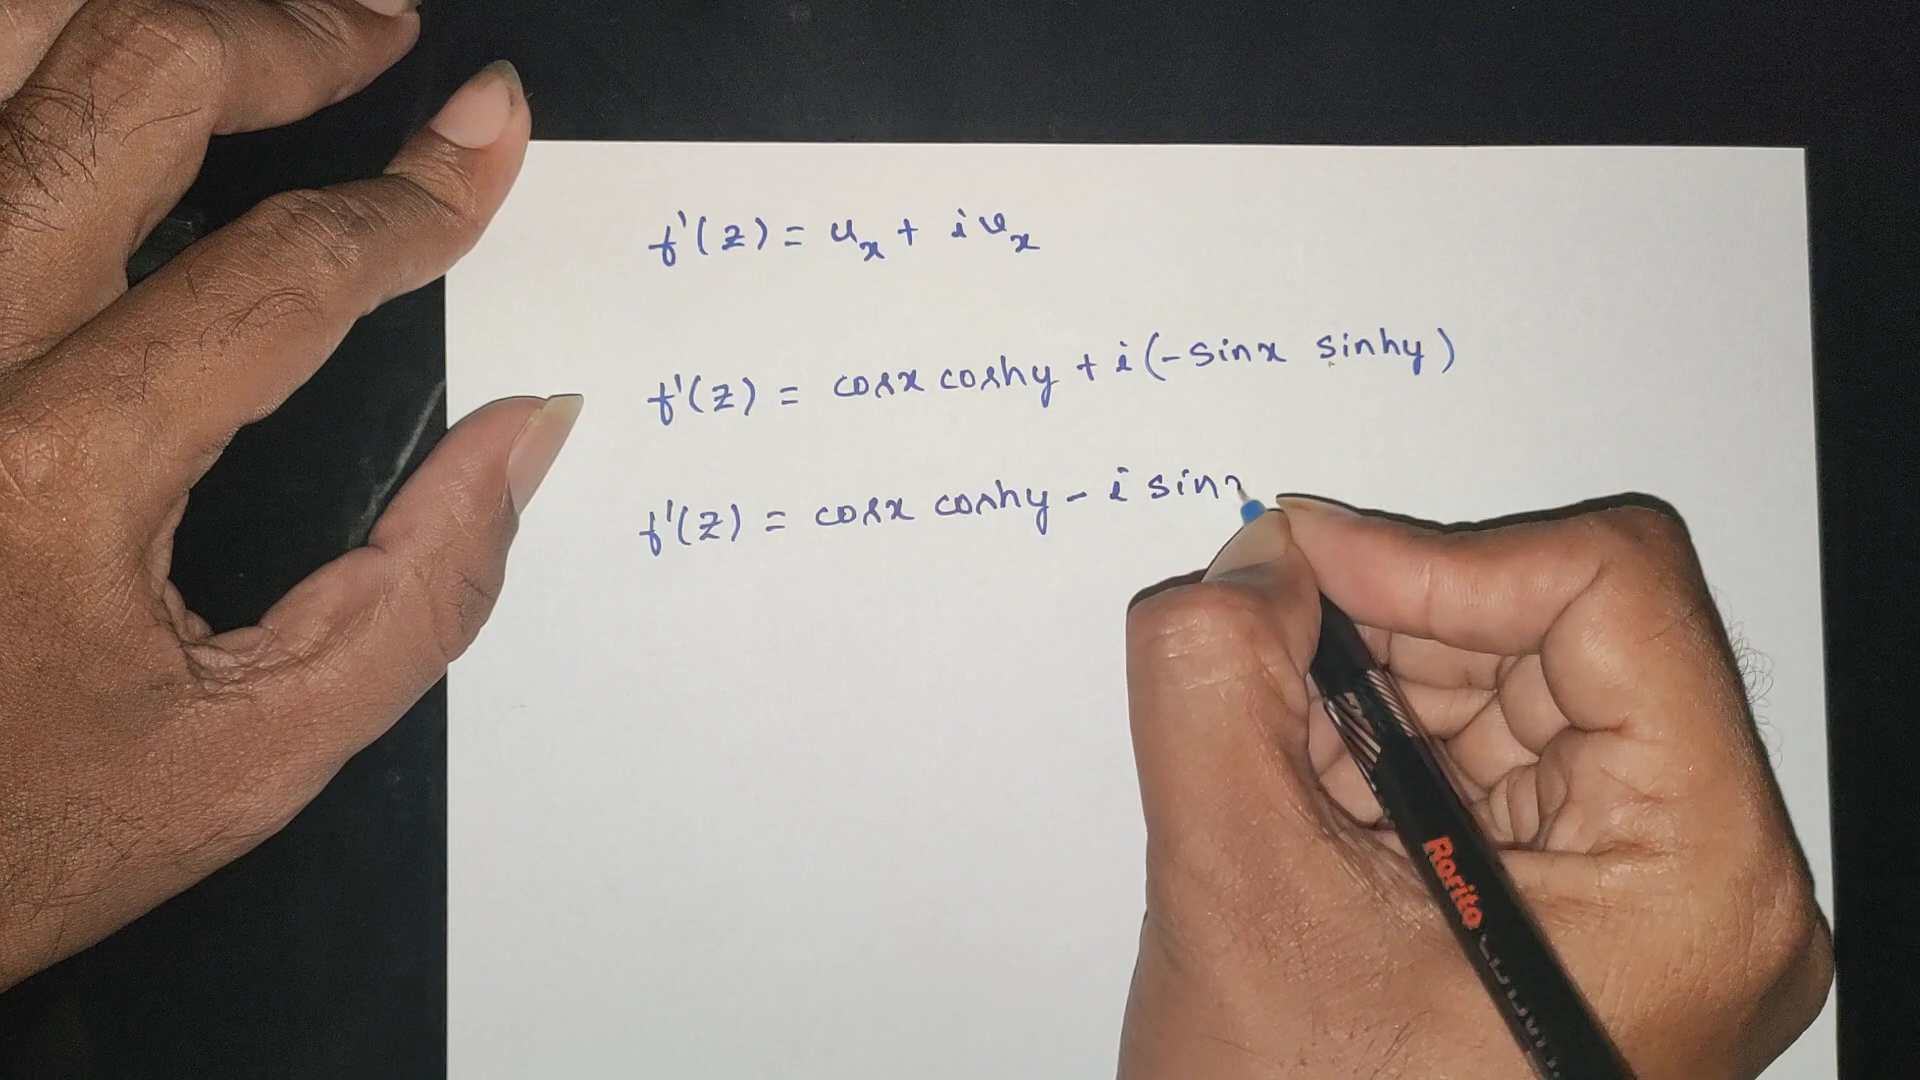 f'(z) = uₓ + i vₓ
f'(z) = cosx coshy + i (-sinx sinhy)
f'(z) = cosx coshy - i sinx
Rorito